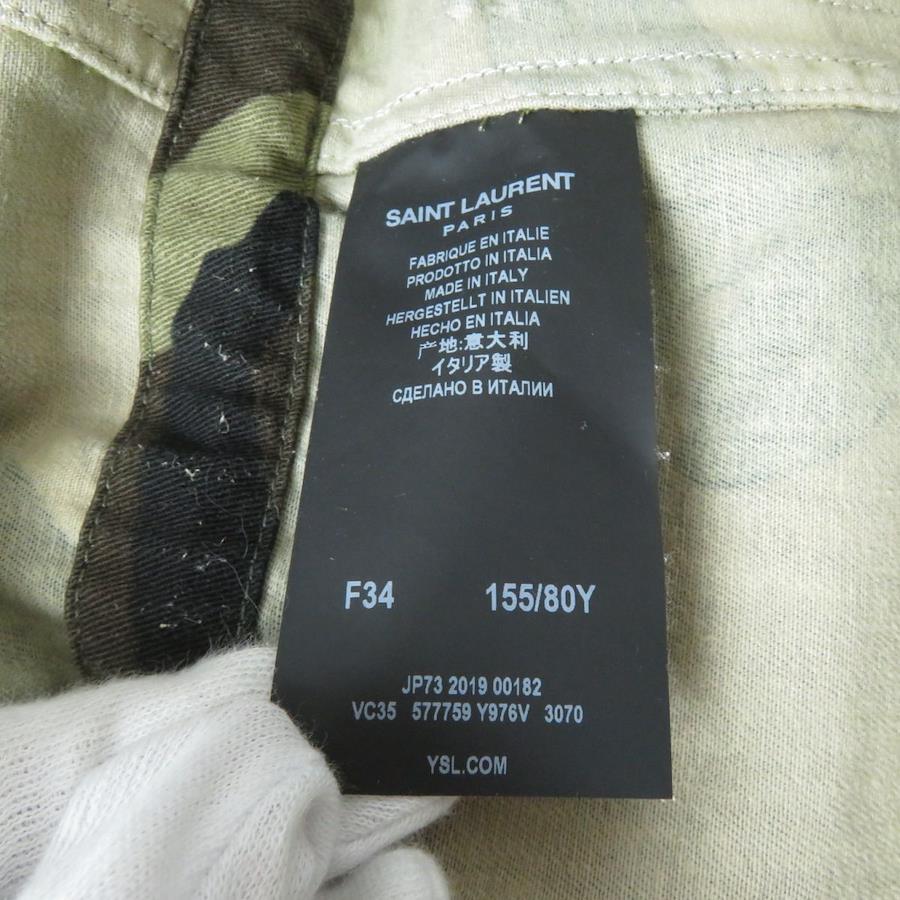 SAINT LAURENT
PARIS
FABRIQUE EN ITALIE
PRODOTTO IN ITALIA
MADE IN ITALY
HERGESTELLT IN ITALIEN
HECHO EN ITALIA
产地:意大利
イタリア製
СДЕЛАНО В ИТАЛИИ
F34 155/80Y
JP73 2019 00182
VC35 577759 Y976V 3070
YSL.COM